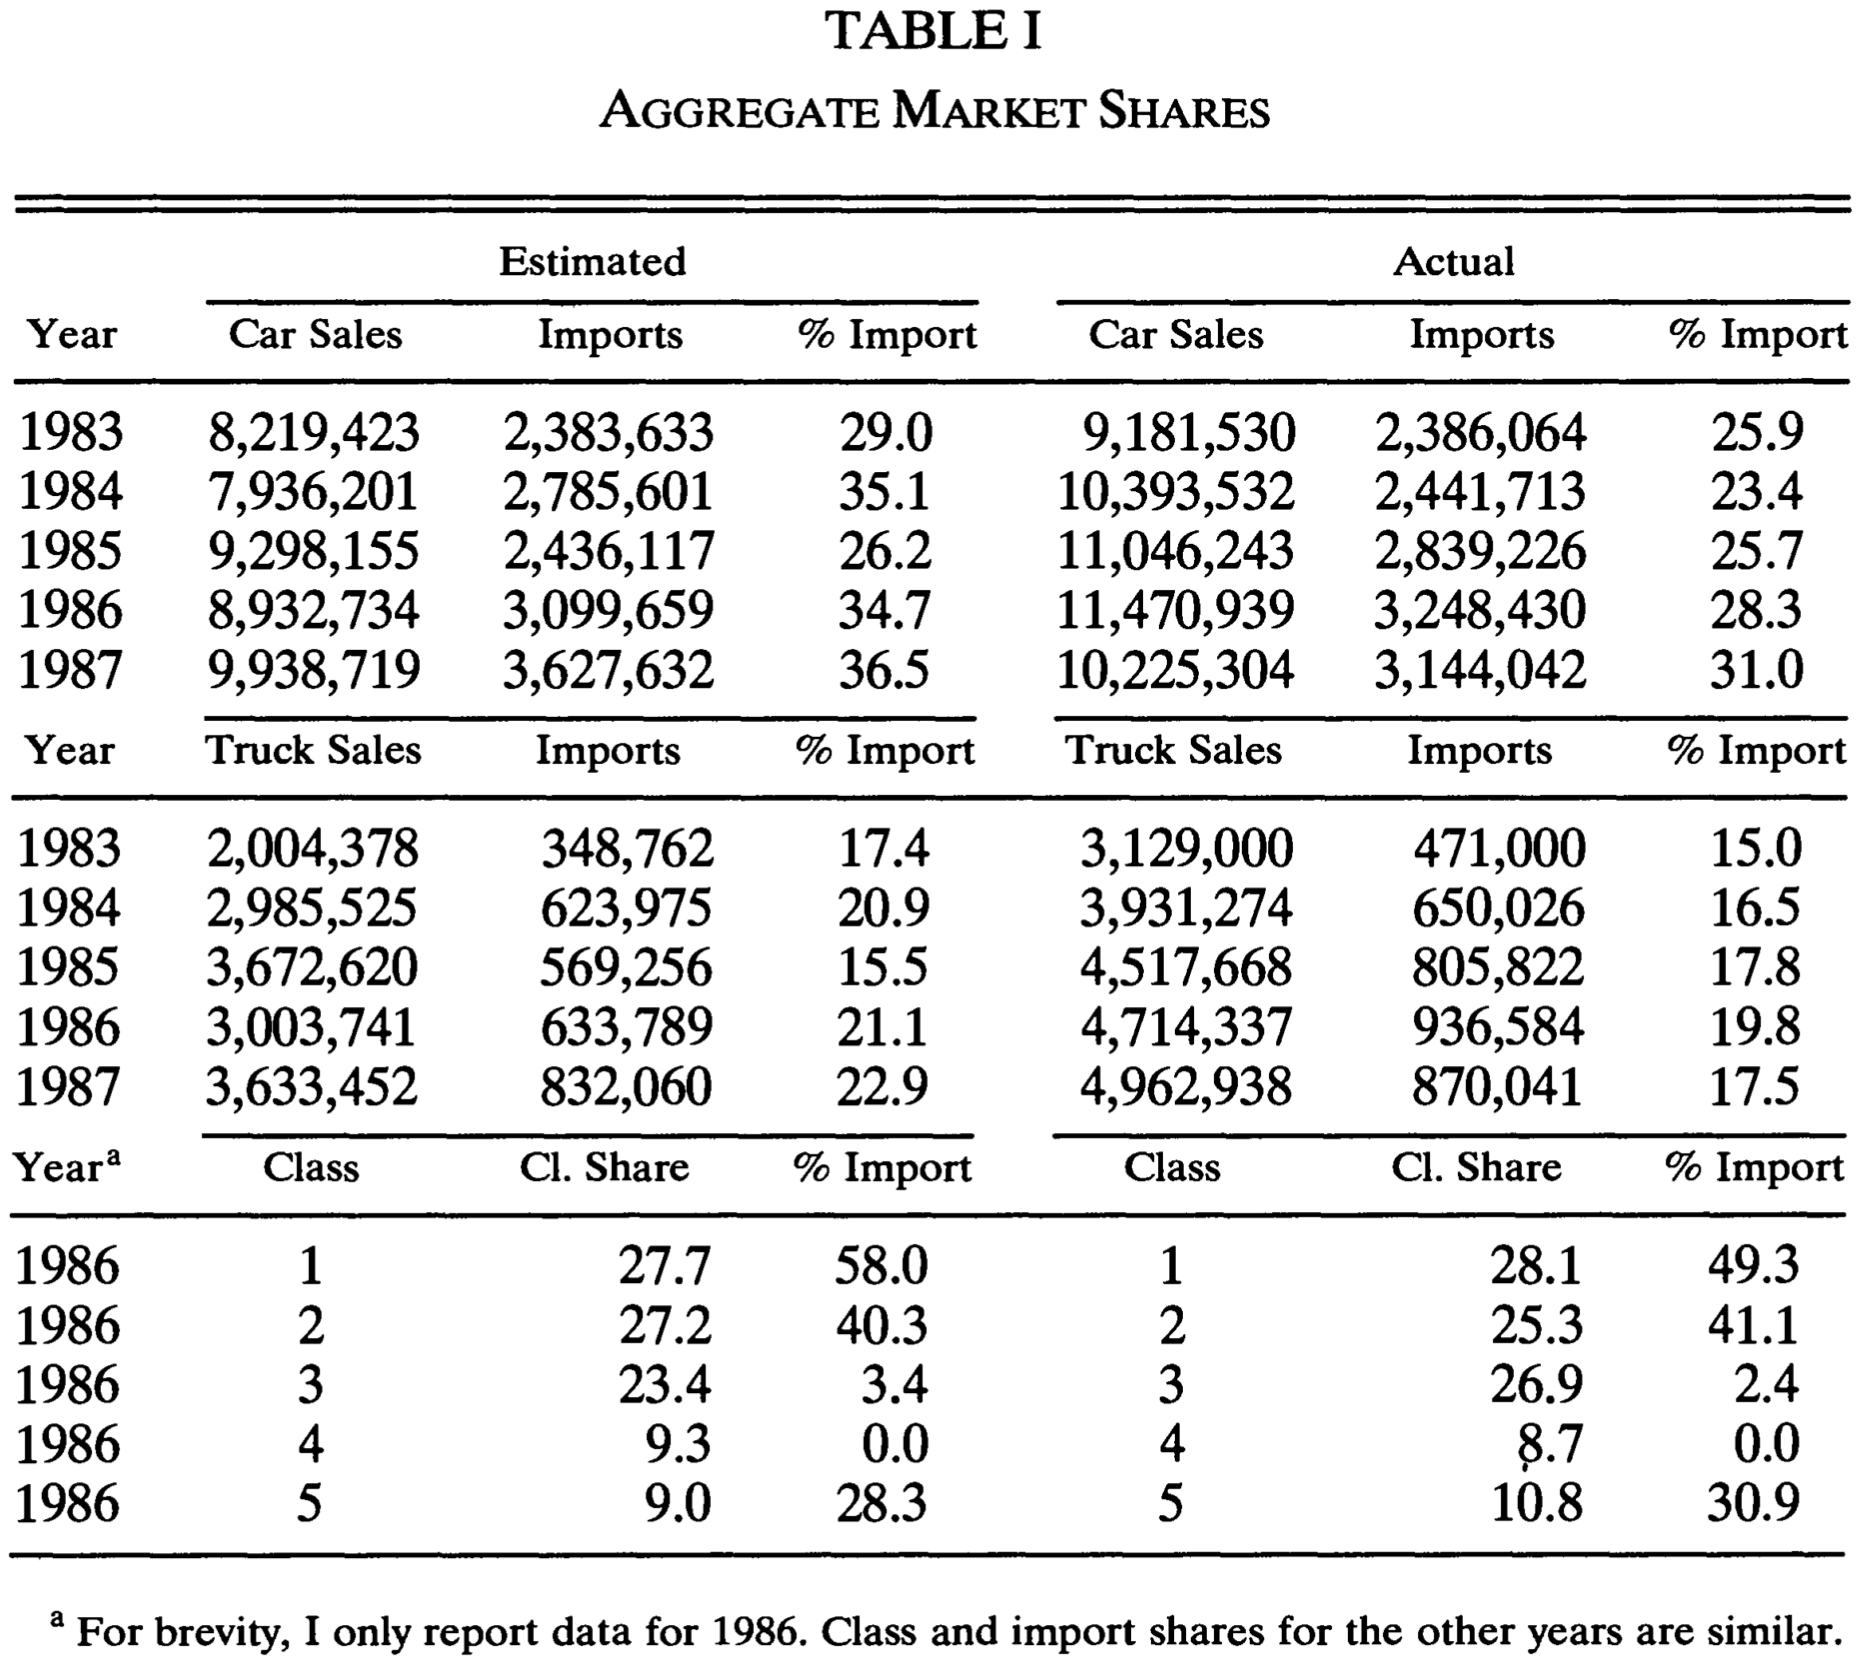 TABLE I
AGGREGATE MARKET SHARES
Estimated Actual
Year Car Sales Imports % Import Car Sales Imports % Import
1983 8,219,423 2,383,633 29.0 9,181,530 2,386,064 25.9
1984 7,936,201 2,785,601 35.1 10,393,532 2,441,713 23.4
1985 9,298,155 2,436,117 26.2 11,046,243 2,839,226 25.7
1986 8,932,734 3,099,659 34.7 11,470,939 3,248,430 28.3
1987 9,938,719 3,627,632 36.5 10,225,304 3,144,042 31.0
Year Truck Sales Imports % Import Truck Sales Imports % Import
1983 2,004,378 348,762 17.4 3,129,000 471,000 15.0
1984 2,985,525 623,975 20.9 3,931,274 650,026 16.5
1985 3,672,620 569,256 15.5 4,517,668 805,822 17.8
1986 3,003,741 633,789 21.1 4,714,337 936,584 19.8
1987 3,633,452 832,060 22.9 4,962,938 870,041 17.5
Yearª Class Cl. Share % Import Class Cl. Share % Import
1986 1 27.7 58.0 1 28.1 49.3
1986 2 27.2 40.3 2 25.3 41.1
1986 3 23.4 3.4 3 26.9 2.4
1986 4 9.3 0.0 4 8.7 0.0
1986 5 9.0 28.3 5 10.8 30.9
ª For brevity, I only report data for 1986. Class and import shares for the other years are similar.